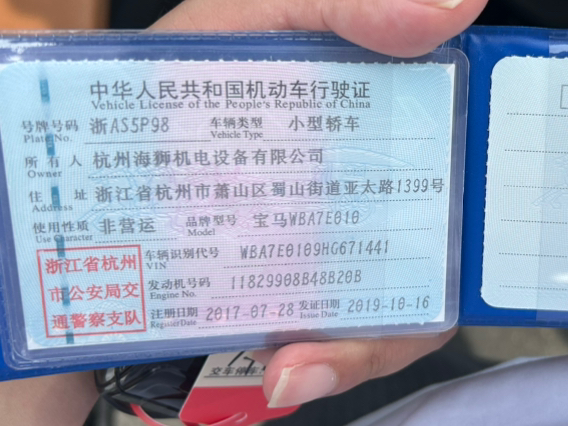 中华人民共和国机动车行驶证
Vehicle License of the People's Republic of China
号牌号码 浙AS5P98 车辆类型 小型轿车
Plate No. Vehicle Type
所有人 杭州海狮机电设备有限公司
Owner
住址 浙江省杭州市萧山区蜀山街道亚太路1399号
Address
使用性质 非营运 品牌型号 宝马WBA7E010
Use Character Model
浙江省杭州
市公安局交
通警察支队
车辆识别代号 WBA7E0109HG671441
VIN
发动机号码 11829908B48B20B
Engine No.
注册日期 2017-07-28 发证日期 2019-10-16
Register Date Issue Date